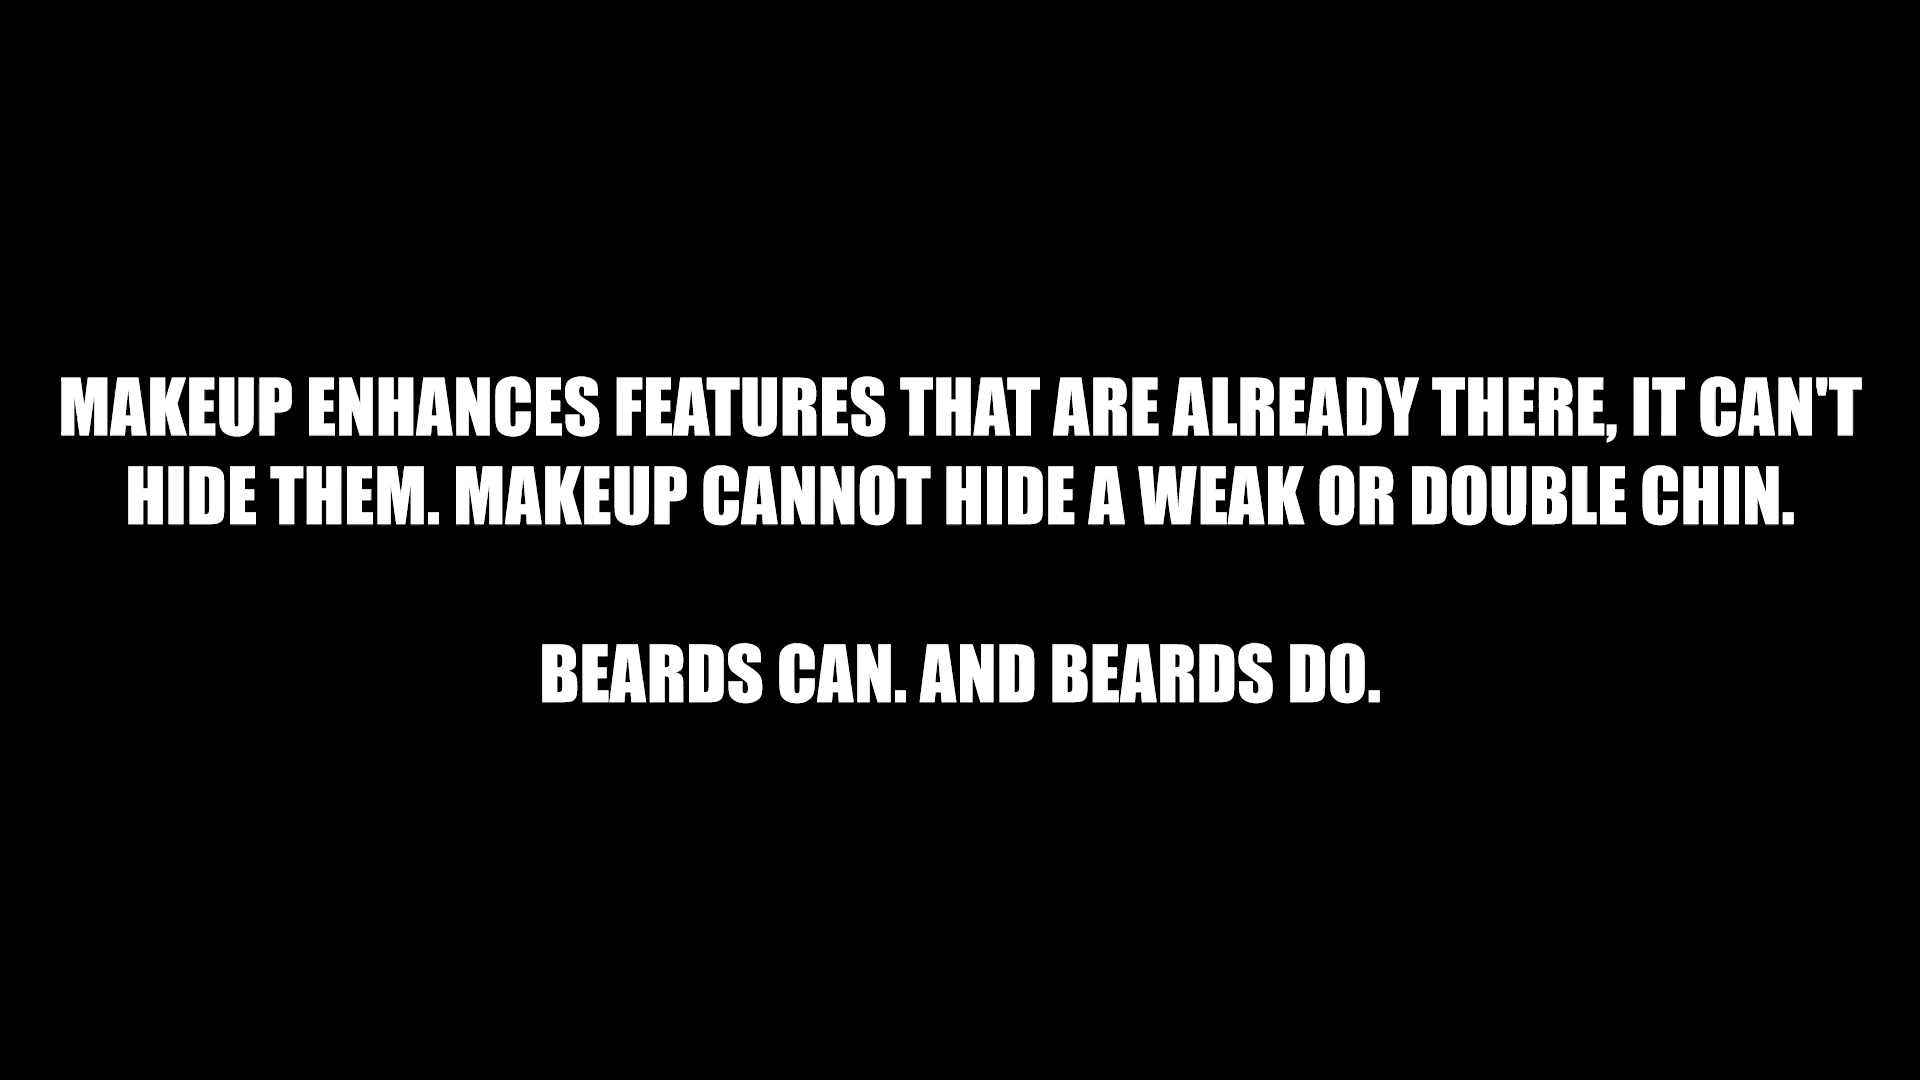 MAKEUP ENHANCES FEATURES THAT ARE ALREADY THERE, IT CAN'T
HIDE THEM. MAKEUP CANNOT HIDE A WEAK OR DOUBLE CHIN.
BEARDS CAN. AND BEARDS DO.